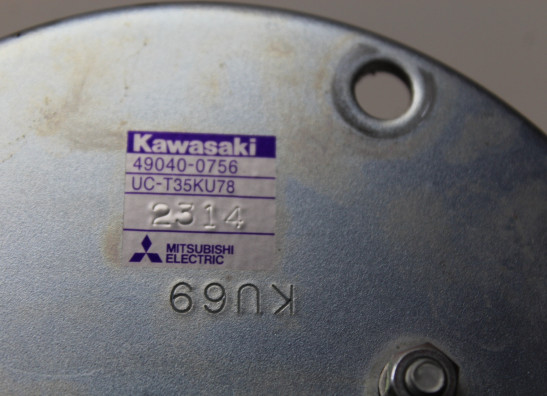 Kawasaki
49040-0756
UC-T35KU78
2314
MITSUBISHI
ELECTRIC
KU69